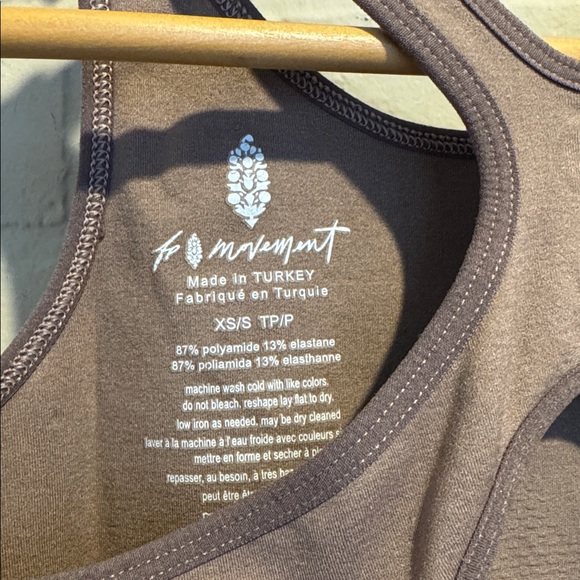 fp movement
Made in TURKEY
Fabriqué en Turquie
XS/S TP/P
87% polyamide 13% elastane
87% poliamida 13% elasthanne
machine wash cold with like colors.
do not bleach, reshape lay flat to dry.
low iron as needed. may be dry cleaned
laver à la machine à l'eau froide avec couleurs
mettre en forme et sécher à
repasser, au besoin, à très
peut être